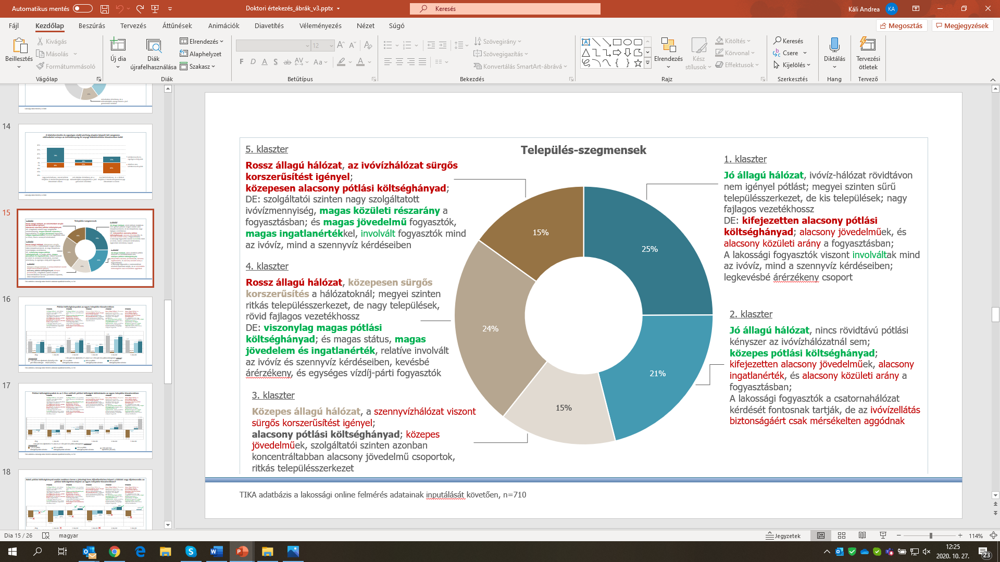 Automatikus mentés
Doktori értekezés_ábrák_v3.pptx
Keresés
Káli Andrea
KA
Fájl
Kezdőlap
Beszúrás
Tervezés
Áttűnések
Animációk
Diavetítés
Véleményezés
Nézet
Súgó
Megosztás
Megjegyzések
Beillesztés
Kivágás
Másolás
Formátummásoló
Vágólap
Új dia
Diák
újrafelhasználása
Elrendezés
Alaphelyzet
Szakasz
Diák
12
F D A S ab AV Aa A
Betűtípus
Szövegirány
Szövegigazítás
Konvertálás SmartArt-ábrává
Bekezdés
Elrendezés
Kész
stílusok
Kitöltés
Körvonal
Effektusok
Rajz
Keresés
Csere
Kijelölés
Szerkesztés
Diktálás
Hang
Tervezési
ötletek
Tervező
14
15
16
17
18
Település-szegmensek
5. klaszter
Rossz állagú hálózat, az ivóvízhálózat sürgős
korszerűsítést igényel;
közepesen alacsony pótlási költséghányad;
DE: szolgáltatói szinten nagy szolgáltatott
ivóvízmennyiség, magas közületi részarány a
fogyasztásban; és magas jövedelmű fogyasztók,
magas ingatlanértékkel, involvált fogyasztók mind
az ivóvíz, mind a szennyvíz kérdéseiben
4. klaszter
Rossz állagú hálózat, közepesen sürgős
korszerűsítés a hálózatoknál; megyei szinten
ritkás településszerkezet, de nagy települések,
rövid fajlagos vezetékhossz
DE: viszonylag magas pótlási
költséghányad; és magas státus, magas
jövedelem és ingatlanérték, relatíve involvált
az ivóvíz és szennyvíz kérdéseiben, kevésbé
árérzékeny, és egységes vízdíj-párti fogyasztók
3. klaszter
Közepes állagú hálózat, a szennyvízhálózat viszont
sürgős korszerűsítést igényel;
alacsony pótlási költséghányad; közepes
jövedelműek, szolgáltatói szinten azonban
koncentráltabban alacsony jövedelmű csoportok,
ritkás településszerkezet
15%
25%
24%
21%
15%
1. klaszter
Jó állagú hálózat, ivóvíz-hálózat rövidtávon
nem igényel pótlást; megyei szinten sűrű
településszerkezet, de kis települések; nagy
fajlagos vezetékhossz
DE: kifejezetten alacsony pótlási
költséghányad; alacsony jövedelműek, és
alacsony közületi arány a fogyasztásban;
A lakossági fogyasztók viszont involváltak mind
az ivóvíz, mind a szennyvíz kérdéseiben;
legkevésbé árérzékeny csoport
2. klaszter
Jó állagú hálózat, nincs rövidtávú pótlási
kényszer az ivóvízhálózatnál sem;
közepes pótlási költséghányad;
kifejezetten alacsony jövedelműek, alacsony
ingatlanérték, és alacsony közületi arány a
fogyasztásban;
A lakossági fogyasztók a csatornahálózat
kérdését fontosnak tartják, de az ivóvízellátás
biztonságáért csak mérsékelten aggódnak
TIKA adatbázis a lakossági online felmérés adatainak inputálását követően, n=710
Dia 15 / 26
magyar
Jegyzetek
114%
12:25
2020. 10. 27.
23